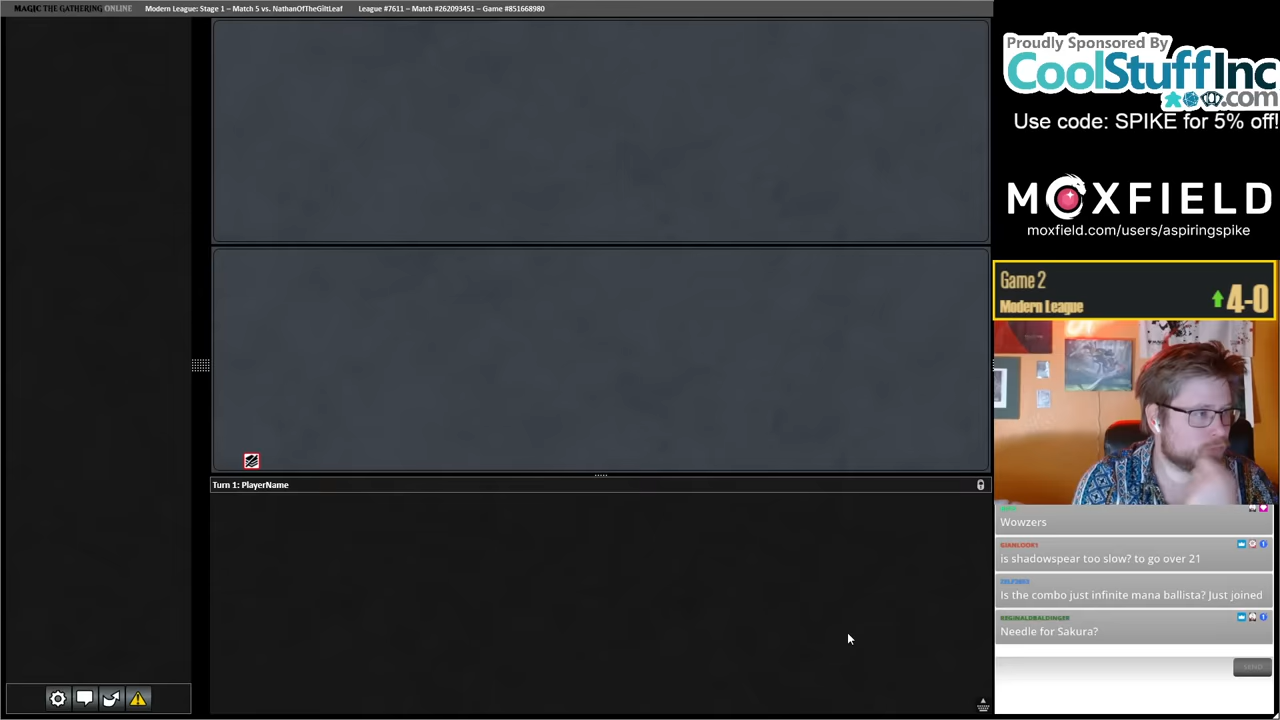 MAGIC THE GATHERING ONLINE
Modern League: Stage 1 – Match 5 vs. NathanOfTheGiltLeaf
League #7611 – Match #262093451 – Game #851668980
Proudly Sponsored By
CoolStuffInc
.com
Use code: SPIKE for 5% off!
MOXFIELD
moxfield.com/users/aspiringspike
Game 2
Modern League
4-0
Turn 1: PlayerName
Wowzers
GIANLOOK1
is shadowspear too slow? to go over 21
Is the combo just infinite mana ballista? Just joined
REGINALDBALDINGER
Needle for Sakura?
SEND